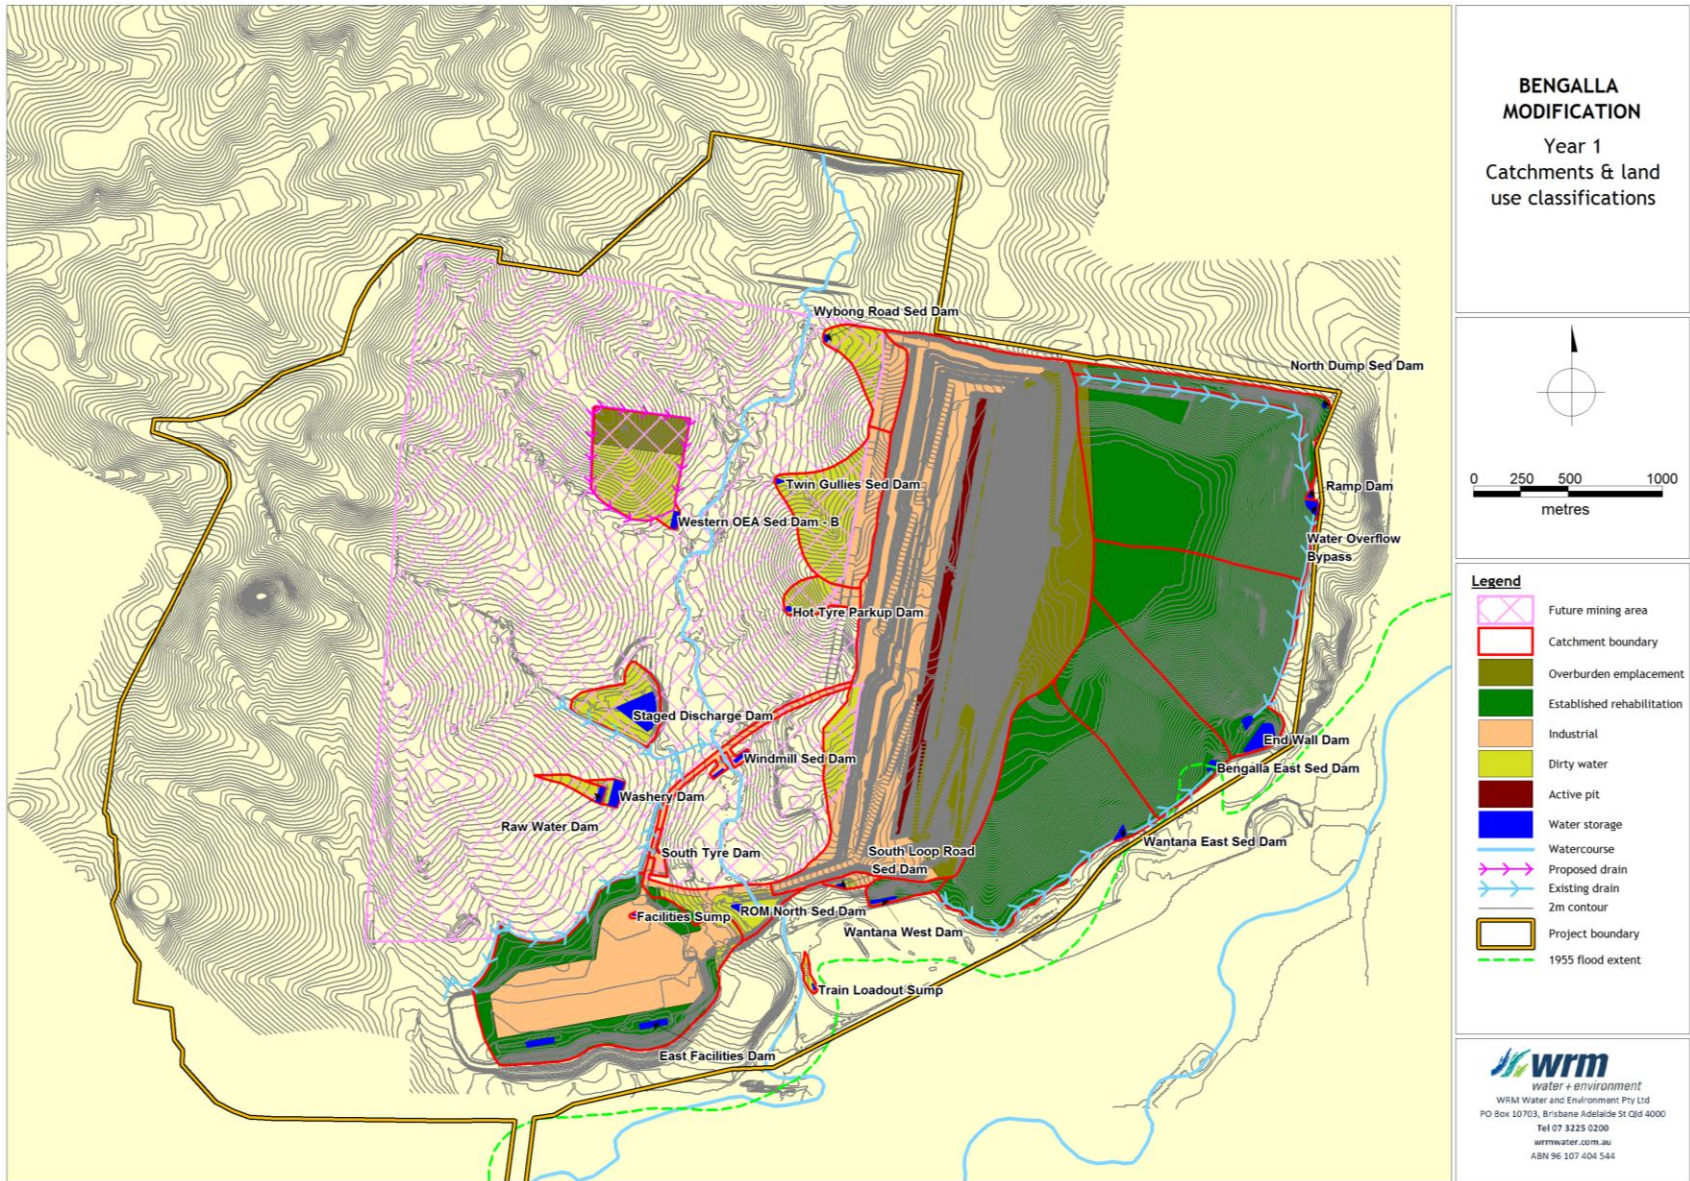 BENGALLA
MODIFICATION
Year 1
Catchments & land
use classifications
Wybong Road Sed Dam
North Dump Sed Dam
Twin Gullies Sed Dam
Ramp Dam
Western OEA Sed Dam - B
Water Overflow
Bypass
Hot Tyre Parkup Dam
Staged Discharge Dam
End Wall Dam
Windmill Sed Dam
Bengalla East Sed Dam
Washery Dam
Raw Water Dam
Wantana East Sed Dam
South Tyre Dam
South Loop Road
Sed Dam
Facilities Sump
ROM North Sed Dam
Wantana West Dam
Train Loadout Sump
East Facilities Dam
0 250 500 1000
metres
Legend
Future mining area
Catchment boundary
Overburden emplacement
Established rehabilitation
Industrial
Dirty water
Active pit
Water storage
Watercourse
Proposed drain
Existing drain
2m contour
Project boundary
1955 flood extent
wrm
water + environment
WRM Water and Environment Pty Ltd
PO Box 10703, Brisbane Adelaide St Qld 4000
Tel 07 3225 0200
wrmwater.com.au
ABN 96 107 404 544